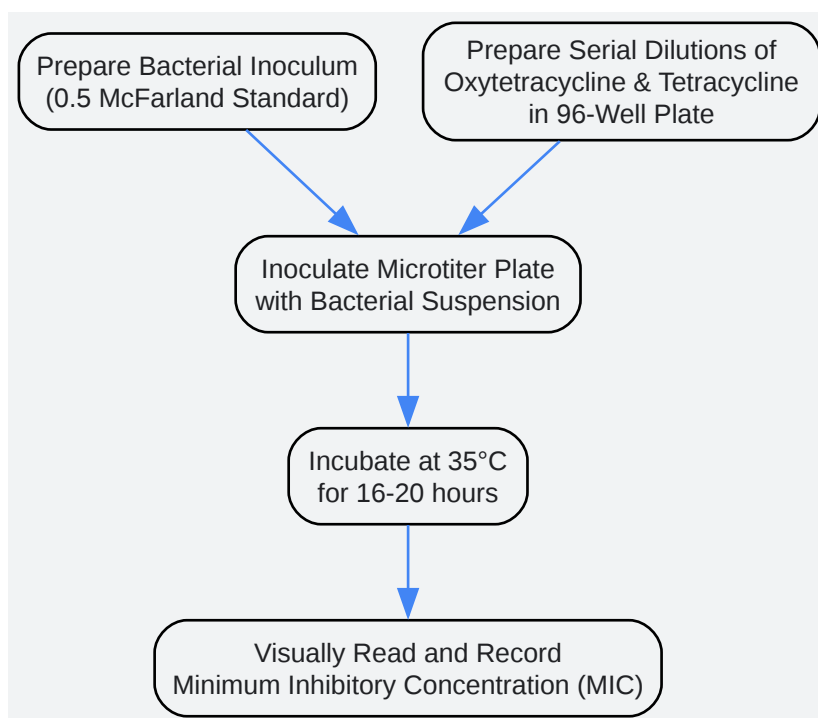 Prepare Bacterial Inoculum
(0.5 McFarland Standard)
Prepare Serial Dilutions of
Oxytetracycline & Tetracycline
in 96-Well Plate
Inoculate Microtiter Plate
with Bacterial Suspension
Incubate at 35°C
for 16-20 hours
Visually Read and Record
Minimum Inhibitory Concentration (MIC)